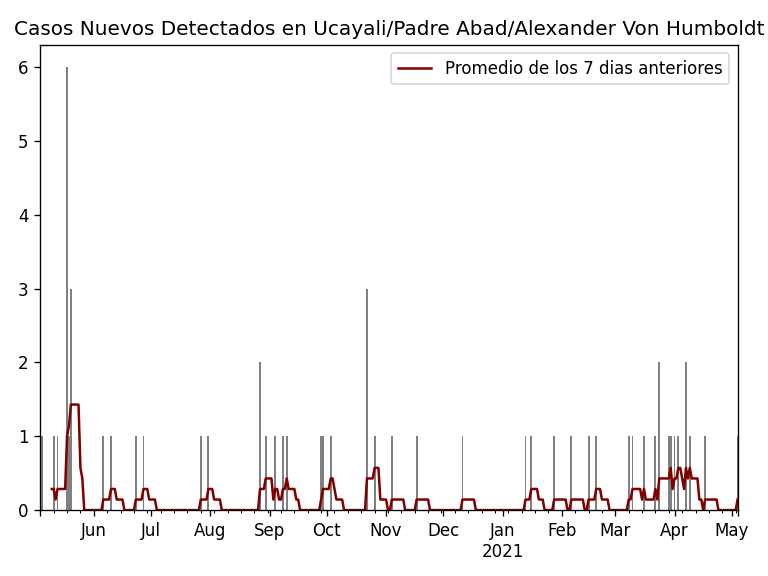 Casos Nuevos Detectados en Ucayali/Padre Abad/Alexander Von Humboldt
Promedio de los 7 dias anteriores
6
5
4
3
2
1
0
Jun Jul Aug Sep Oct Nov Dec Jan Feb Mar Apr May
2021